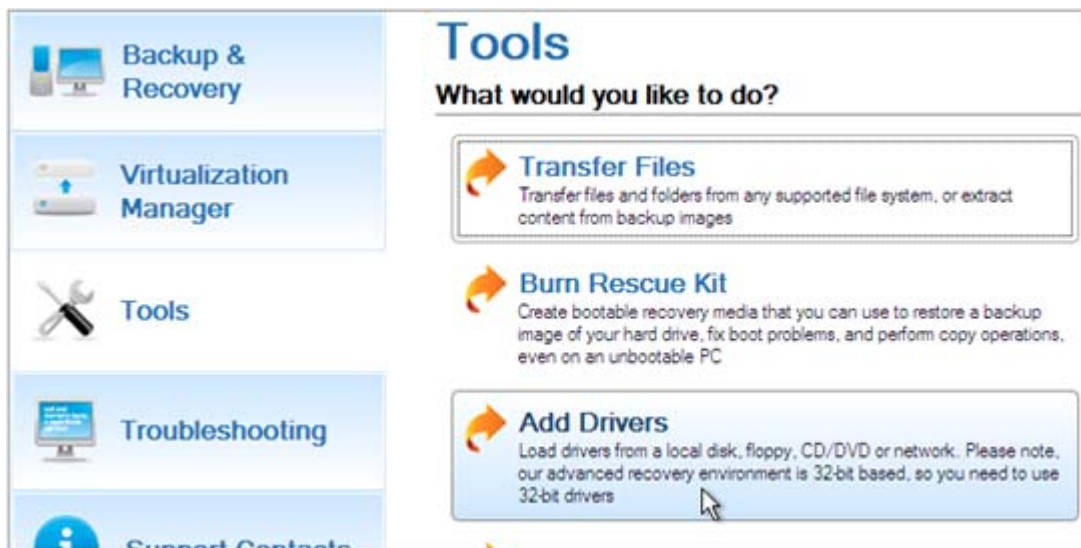 Backup &
Recovery
Virtualization
Manager
Tools
Troubleshooting
Support Contacts
Tools
What would you like to do?
Transfer Files
Transfer files and folders from any supported file system, or extract
content from backup images
Burn Rescue Kit
Create bootable recovery media that you can use to restore a backup
image of your hard drive, fix boot problems, and perform copy operations,
even on an unbootable PC
Add Drivers
Load drivers from a local disk, floppy, CD/DVD or network. Please note,
our advanced recovery environment is 32-bit based, so you need to use
32-bit drivers